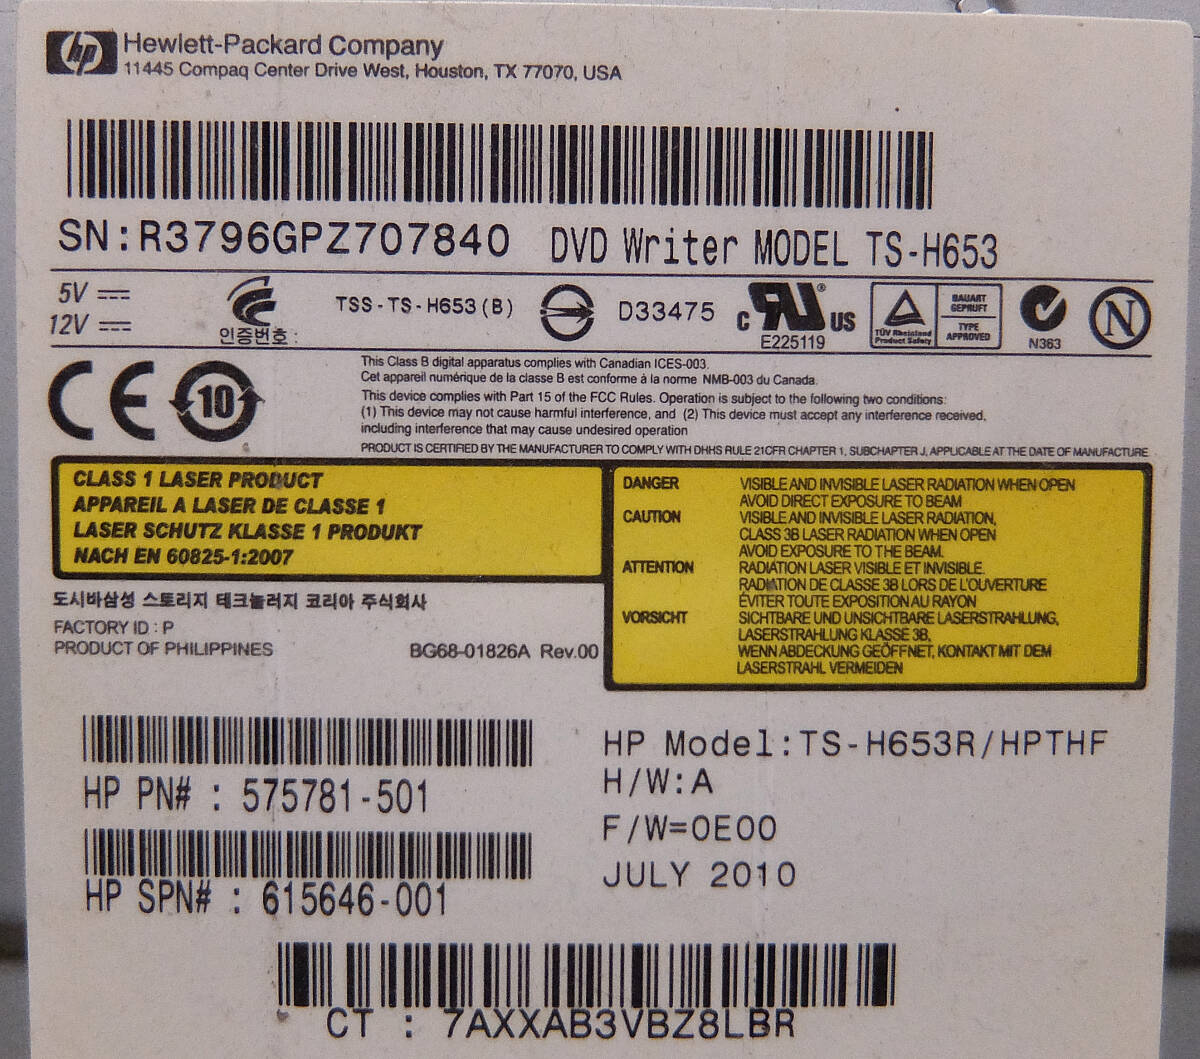 hp Hewlett-Packard Company
11445 Compaq Center Drive West, Houston, TX 77070, USA
SN:R3796GPZ707840 DVD Writer MODEL TS-H653
5V
12V
인증번호 :
TSS-TS-H653(B)
D33475
C UL ® US
E225119
TÜV Rheinland
Product Safety
BAUART
GEPRÜFT
TYPE
APPROVED
N363
N
CE
10
This Class B digital apparatus complies with Canadian ICES-003.
Cet appareil numérique de la classe B est conforme à la norme NMB-003 du Canada.
This device complies with Part 15 of the FCC Rules. Operation is subject to the following two conditions:
(1) This device may not cause harmful interference, and (2) This device must accept any interference received,
including interference that may cause undesired operation
PRODUCT IS CERTIFIED BY THE MANUFACTURER TO COMPLY WITH DHHS RULE 21CFR CHAPTER 1, SUBCHAPTER J, APPLICABLE AT THE DATE OF MANUFACTURE
CLASS 1 LASER PRODUCT
APPAREIL A LASER DE CLASSE 1
LASER SCHUTZ KLASSE 1 PRODUKT
NACH EN 60825-1:2007
DANGER VISIBLE AND INVISIBLE LASER RADIATION WHEN OPEN
AVOID DIRECT EXPOSURE TO BEAM
CAUTION VISIBLE AND INVISIBLE LASER RADIATION,
CLASS 3B LASER RADIATION WHEN OPEN
AVOID EXPOSURE TO THE BEAM.
ATTENTION RADIATION LASER VISIBLE ET INVISIBLE.
RADIATION DE CLASSE 3B LORS DE L'OUVERTURE
ÉVITER TOUTE EXPOSITION AU RAYON
VORSICHT SICHTBARE UND UNSICHTBARE LASERSTRAHLUNG,
LASERSTRAHLUNG KLASSE 3B,
WENN ABDECKUNG GEÖFFNET, KONTAKT MIT DEM
LASERSTRAHL VERMEIDEN
도시바삼성 스토리지 테크놀러지 코리아 주식회사
FACTORY ID : P
PRODUCT OF PHILIPPINES BG68-01826A Rev.00
HP PN# : 575781-501
HP SPN# : 615646-001
HP Model:TS-H653R/HPTHF
H/W:A
F/W=0E00
JULY 2010
CT : 7AXXAB3VBZ8LBR